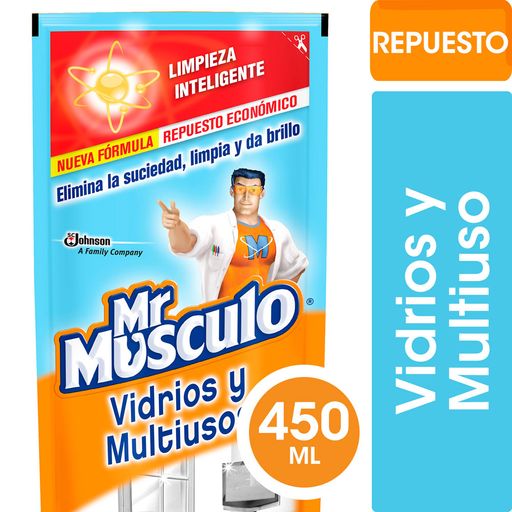 REPUESTO
LIMPIEZA
INTELIGENTE
NUEVA FÓRMULA
REPUESTO ECONÓMICO
Elimina la suciedad, limpia y da brillo
SC Johnson
A Family Company
M
Mr
Músculo®
Vidrios y
Multiusos
450
ML
Vidrios y
Multiuso